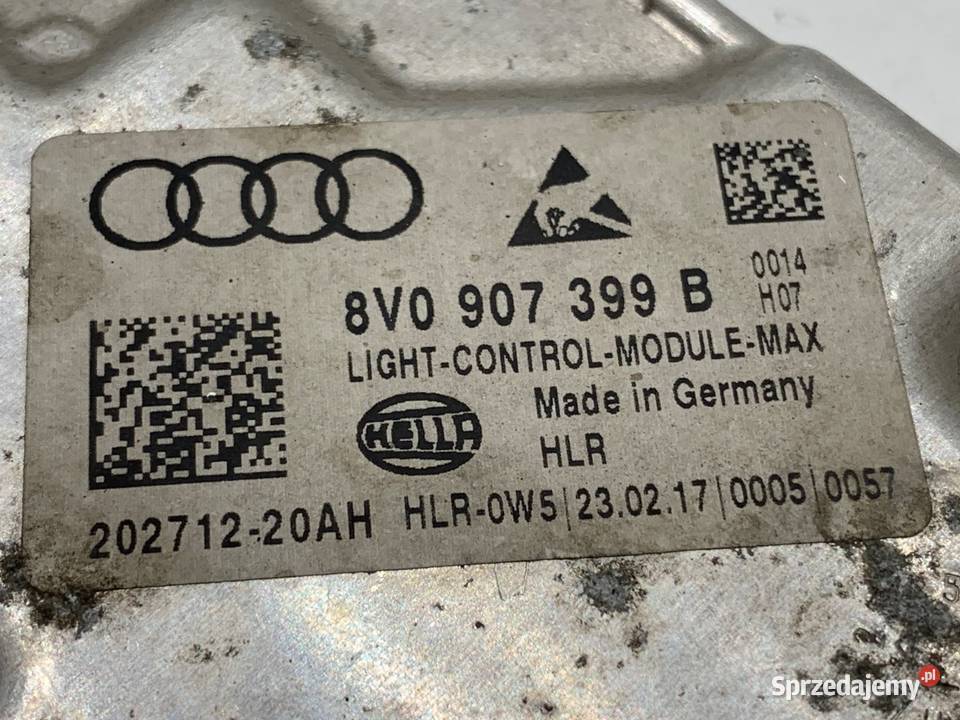 8V0 907 399 B
0014
H07
LIGHT-CONTROL-MODULE-MAX
Made in Germany
HELLA
HLR
202712-20AH HLR-0W5|23.02.17|0005|0057
Sprzedajemy.pl